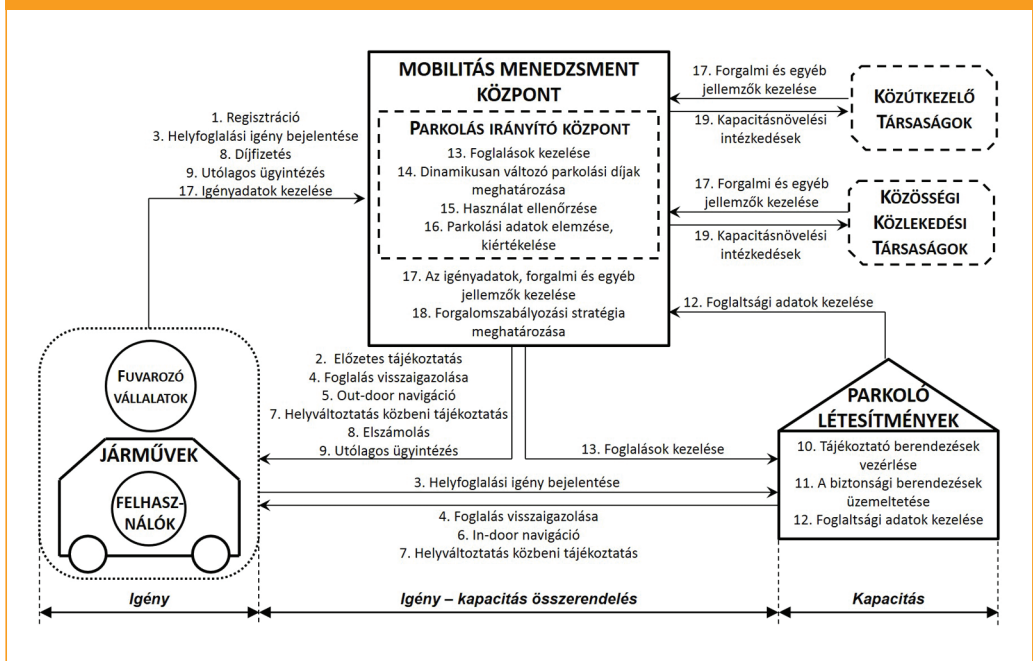 MOBILITÁS MENEDZSMENT
KÖZPONT
PARKOLÁS IRÁNYÍTÓ KÖZPONT
13. Foglalások kezelése
14. Dinamikusan változó parkolási díjak
meghatározása
15. Használat ellenőrzése
16. Parkolási adatok elemzése,
kiértékelése
17. Az igényadatok, forgalmi és egyéb
jellemzők kezelése
18. Forgalomszabályozási stratégia
meghatározása
1. Regisztráció
3. Helyfoglalási igény bejelentése
8. Díjfizetés
9. Utólagos ügyintézés
17. Igényadatok kezelése
17. Forgalmi és egyéb
jellemzők kezelése
19. Kapacitásnövelési
intézkedések
KÖZÚTKEZELŐ
TÁRSASÁGOK
17. Forgalmi és egyéb
jellemzők kezelése
19. Kapacitásnövelési
intézkedések
KÖZÖSSÉGI
KÖZLEKEDÉSI
TÁRSASÁGOK
12. Foglaltsági adatok kezelése
FUVAROZÓ
VÁLLALATOK
JÁRMŰVEK
FELHASZ-
NÁLÓK
2. Előzetes tájékoztatás
4. Foglalás visszaigazolása
5. Out-door navigáció
7. Helyváltoztatás közbeni tájékoztatás
8. Elszámolás
9. Utólagos ügyintézés
13. Foglalások kezelése
3. Helyfoglalási igény bejelentése
4. Foglalás visszaigazolása
6. In-door navigáció
7. Helyváltoztatás közbeni tájékoztatás
PARKOLÓ
LÉTESÍTMÉNYEK
10. Tájékoztató berendezések
vezérlése
11. A biztonsági berendezések
üzemeltetése
12. Foglaltsági adatok kezelése
Igény
Igény – kapacitás összerendelés
Kapacitás